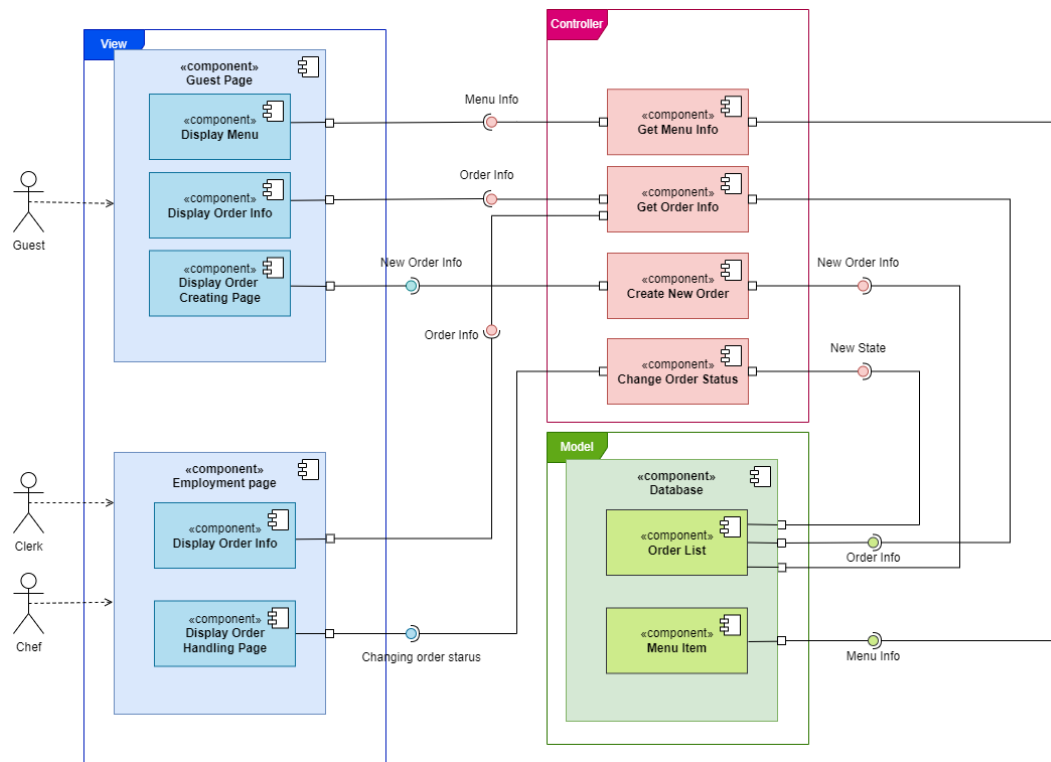 Controller
View
«component»
Guest Page
«component»
Display Menu
Menu Info
«component»
Get Menu Info
«component»
Display Order Info
Order Info
«component»
Get Order Info
Guest
«component»
Display Order
Creating Page
New Order Info
«component»
Create New Order
New Order Info
Order Info
«component»
Change Order Status
New State
Model
«component»
Employment page
«component»
Database
Clerk
«component»
Display Order Info
«component»
Order List
Order Info
Chef
«component»
Display Order
Handling Page
Changing order starus
«component»
Menu Item
Menu Info